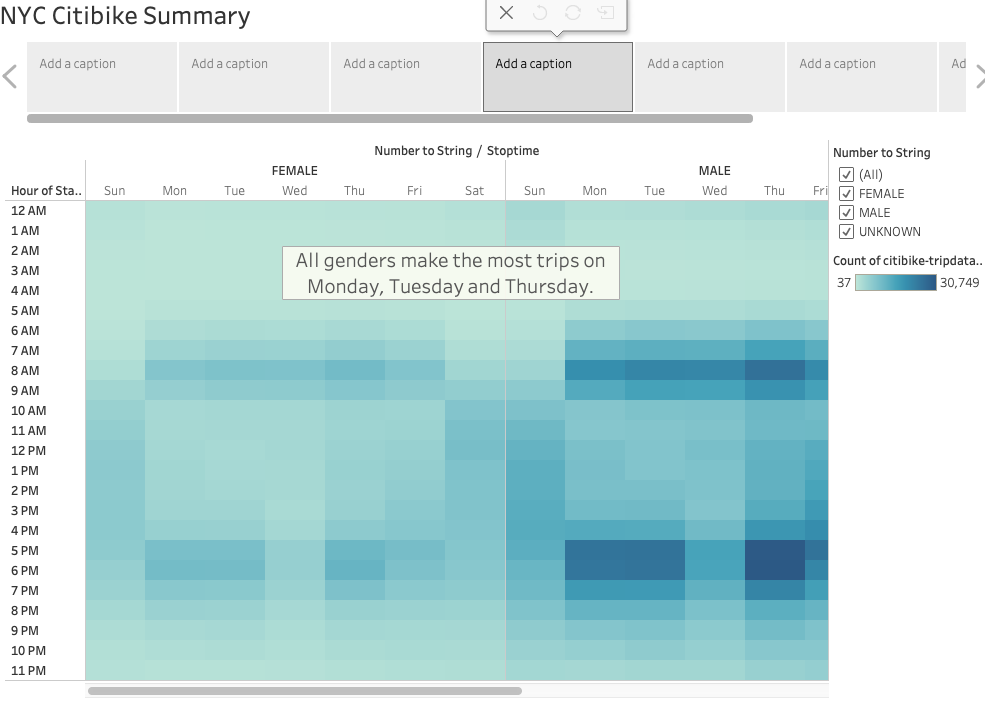 NYC Citibike Summary
Add a caption
Add a caption
Add a caption
Add a caption
Add a caption
Add a caption
Ad
Number to String / Stoptime
FEMALE MALE
Hour of Sta.. Sun Mon Tue Wed Thu Fri Sat Sun Mon Tue Wed Thu Fri
12 AM
1 AM
2 AM
3 AM
4 AM
5 AM
6 AM
7 AM
8 AM
9 AM
10 AM
11 AM
12 PM
1 PM
2 PM
3 PM
4 PM
5 PM
6 PM
7 PM
8 PM
9 PM
10 PM
11 PM
All genders make the most trips on
Monday, Tuesday and Thursday.
Number to String
(All)
FEMALE
MALE
UNKNOWN
Count of citibike-tripdata..
37 30,749